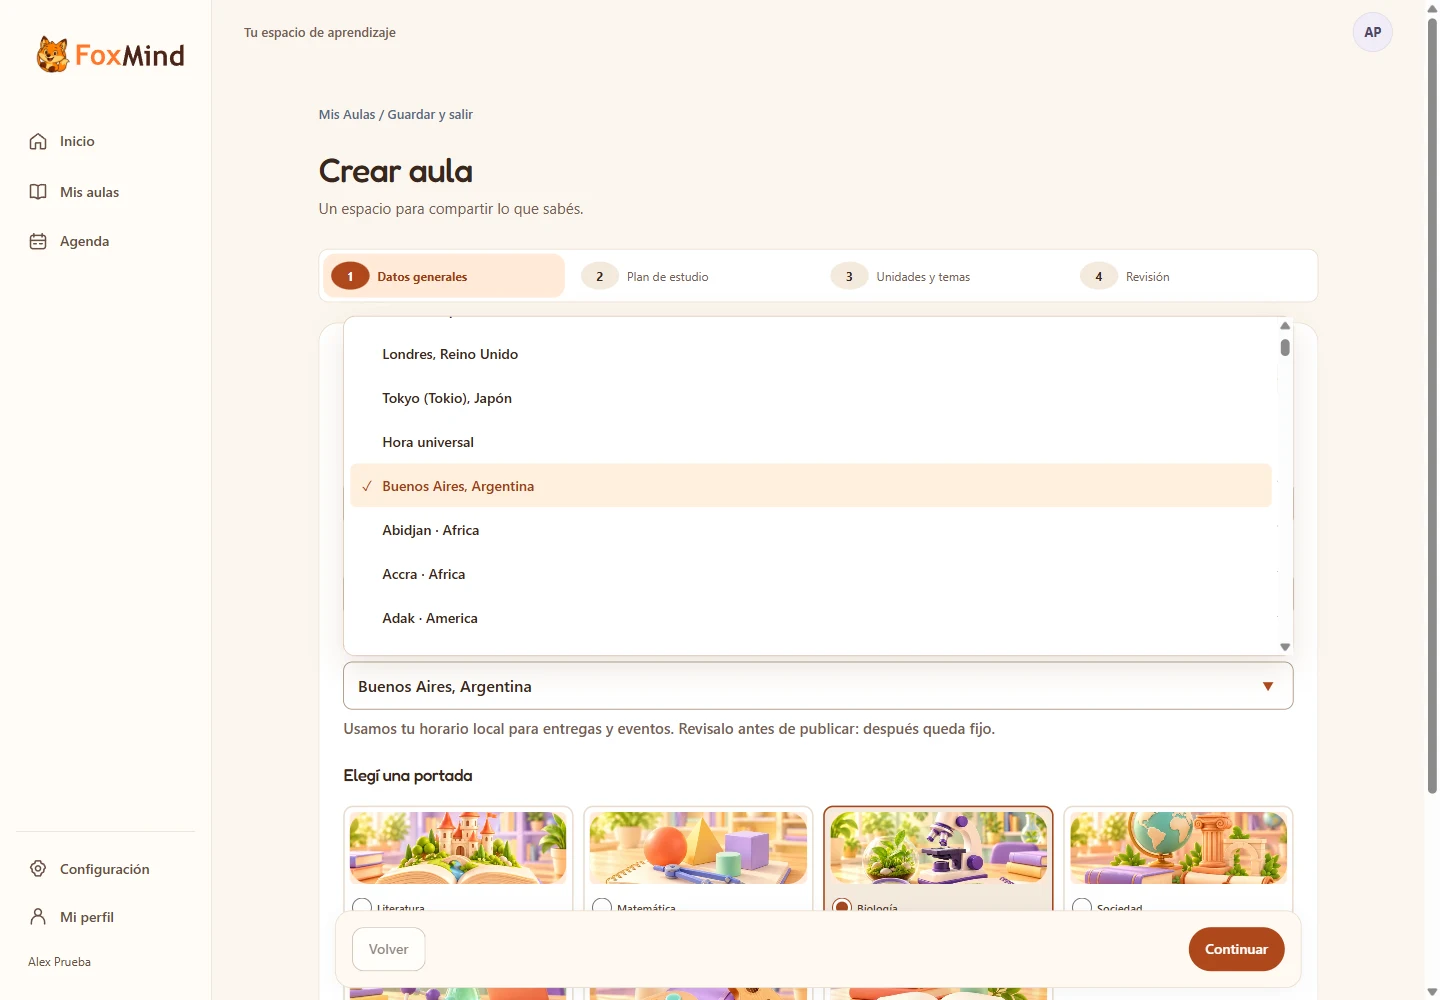 FoxMind
Tu espacio de aprendizaje
AP
Inicio
Mis aulas
Agenda
Mis Aulas / Guardar y salir
Crear aula
Un espacio para compartir lo que sabés.
1 Datos generales
2 Plan de estudio
3 Unidades y temas
4 Revisión
Londres, Reino Unido
Tokyo (Tokio), Japón
Hora universal
✓ Buenos Aires, Argentina
Abidjan · Africa
Accra · Africa
Adak · America
Buenos Aires, Argentina
Usamos tu horario local para entregas y eventos. Revisalo antes de publicar: después queda fijo.
Elegí una portada
Literatura
Matemática
Biología
Sociedad
Volver
Continuar
Configuración
Mi perfil
Alex Prueba